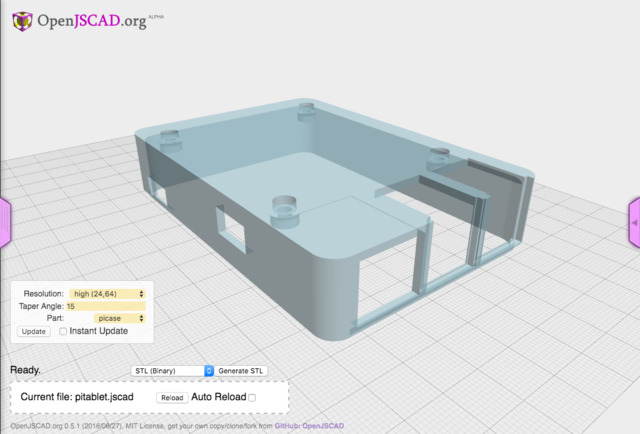 OpenJSCAD.org ALPHA
Resolution: high (24,64)
Taper Angle: 15
Part: picase
Update Instant Update
Ready. STL (Binary) Generate STL
Current file: pitablet.jscad Reload Auto Reload
OpenJSCAD.org 0.5.1 (2016/06/27), MIT License, get your own copy/clone/fork from GitHub: OpenJSCAD